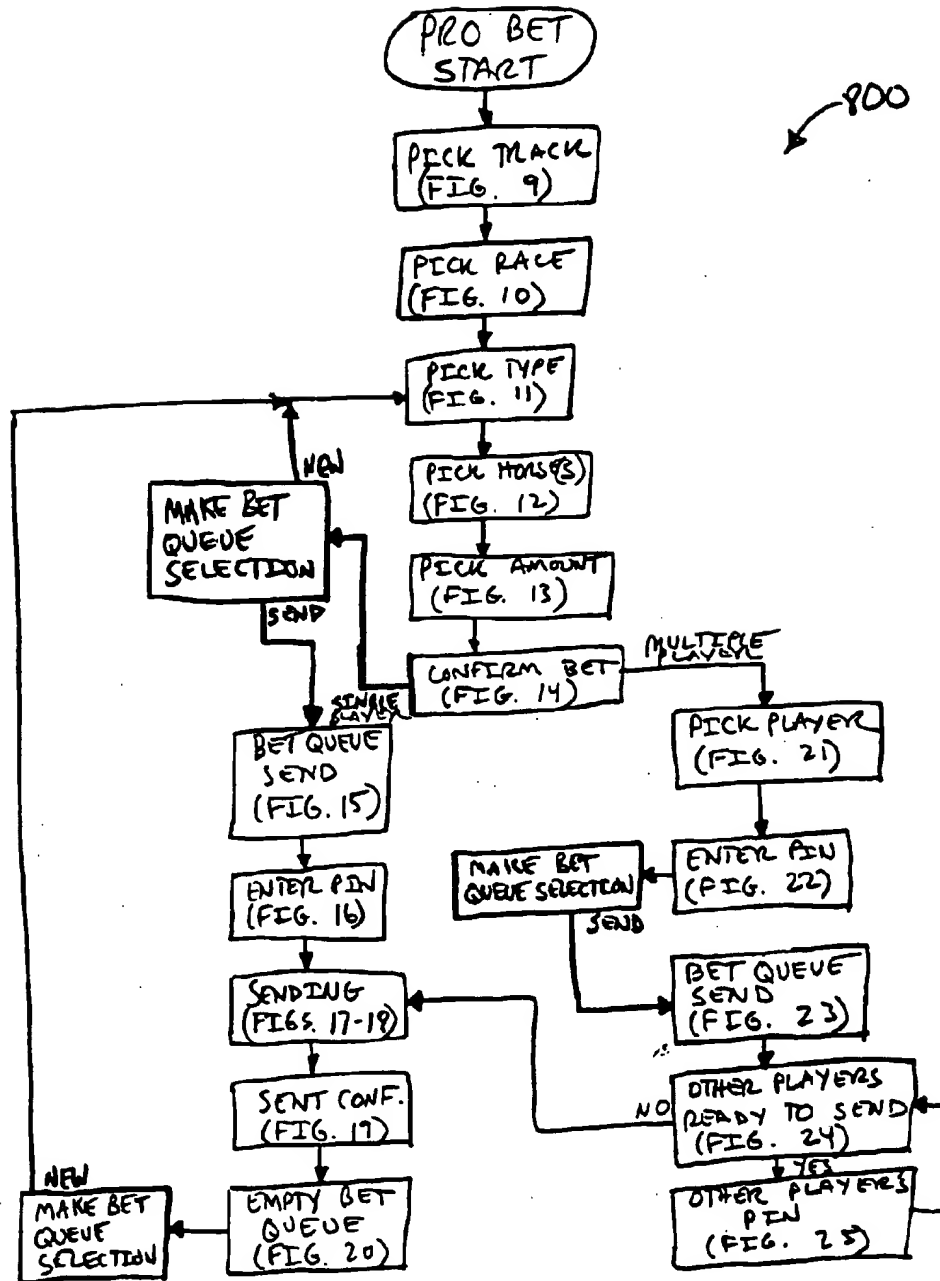 PRO BET
START
800
PICK TRACK
(FIG. 9)
PICK RACE
(FIG. 10)
PICK TYPE
(FIG. 11)
NEW
PICK HORSE(S)
(FIG. 12)
MAKE BET
QUEUE
SELECTION
SEND
PICK AMOUNT
(FIG. 13)
CONFIRM BET
(FIG. 14)
MULTIPLE
PLAYER
SINGLE
PLAYER
BET QUEUE
SEND
(FIG. 15)
PICK PLAYER
(FIG. 21)
ENTER PIN
(FIG. 16)
MAKE BET
QUEUE SELECTION
SEND
ENTER PIN
(FIG. 22)
SENDING
(FIGS. 17-18)
BET QUEUE
SEND
(FIG. 23)
SENT CONF.
(FIG. 19)
NO
OTHER PLAYERS
READY TO SEND
(FIG. 24)
YES
NEW
MAKE BET
QUEUE
SELECTION
EMPTY BET
QUEUE
(FIG. 20)
OTHER PLAYERS
PIN
(FIG. 25)